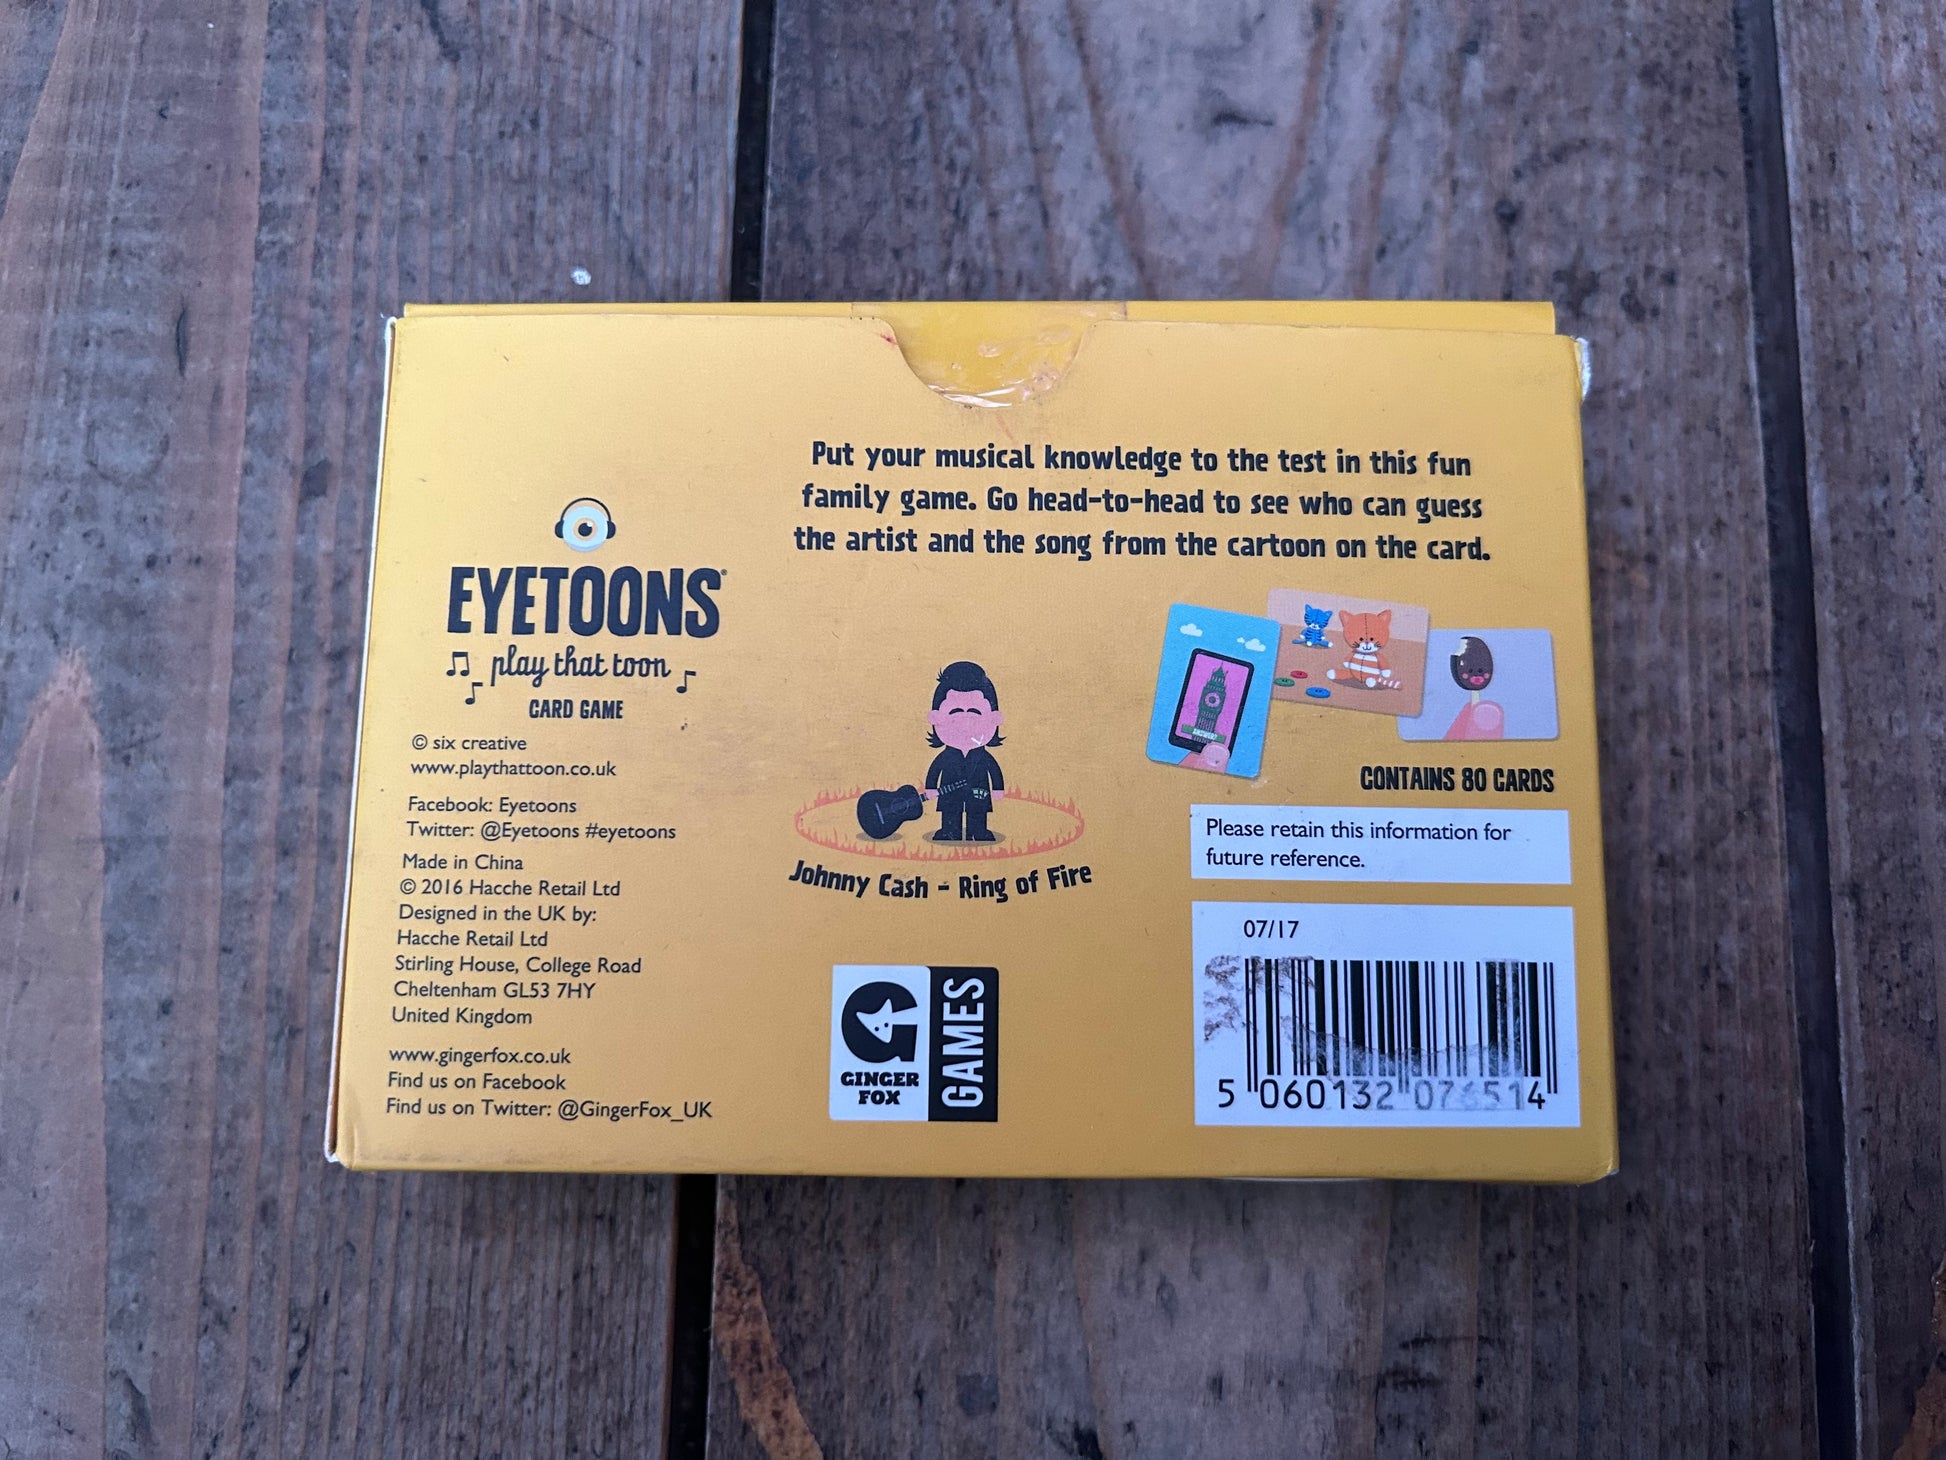 Put your musical knowledge to the test in this fun
family game. Go head-to-head to see who can guess
the artist and the song from the cartoon on the card.
EYETOONS®
play that toon
CARD GAME
© six creative
www.playthattoon.co.uk
Facebook: Eyetoons
Twitter: @Eyetoons #eyetoons
Made in China
© 2016 Hacche Retail Ltd
Designed in the UK by:
Hacche Retail Ltd
Stirling House, College Road
Cheltenham GL53 7HY
United Kingdom
www.gingerfox.co.uk
Find us on Facebook
Find us on Twitter: @GingerFox_UK
Johnny Cash - Ring of Fire
GINGER
FOX
GAMES
ANSWER?
CONTAINS 80 CARDS
Please retain this information for
future reference.
07/17
5 060132 076514